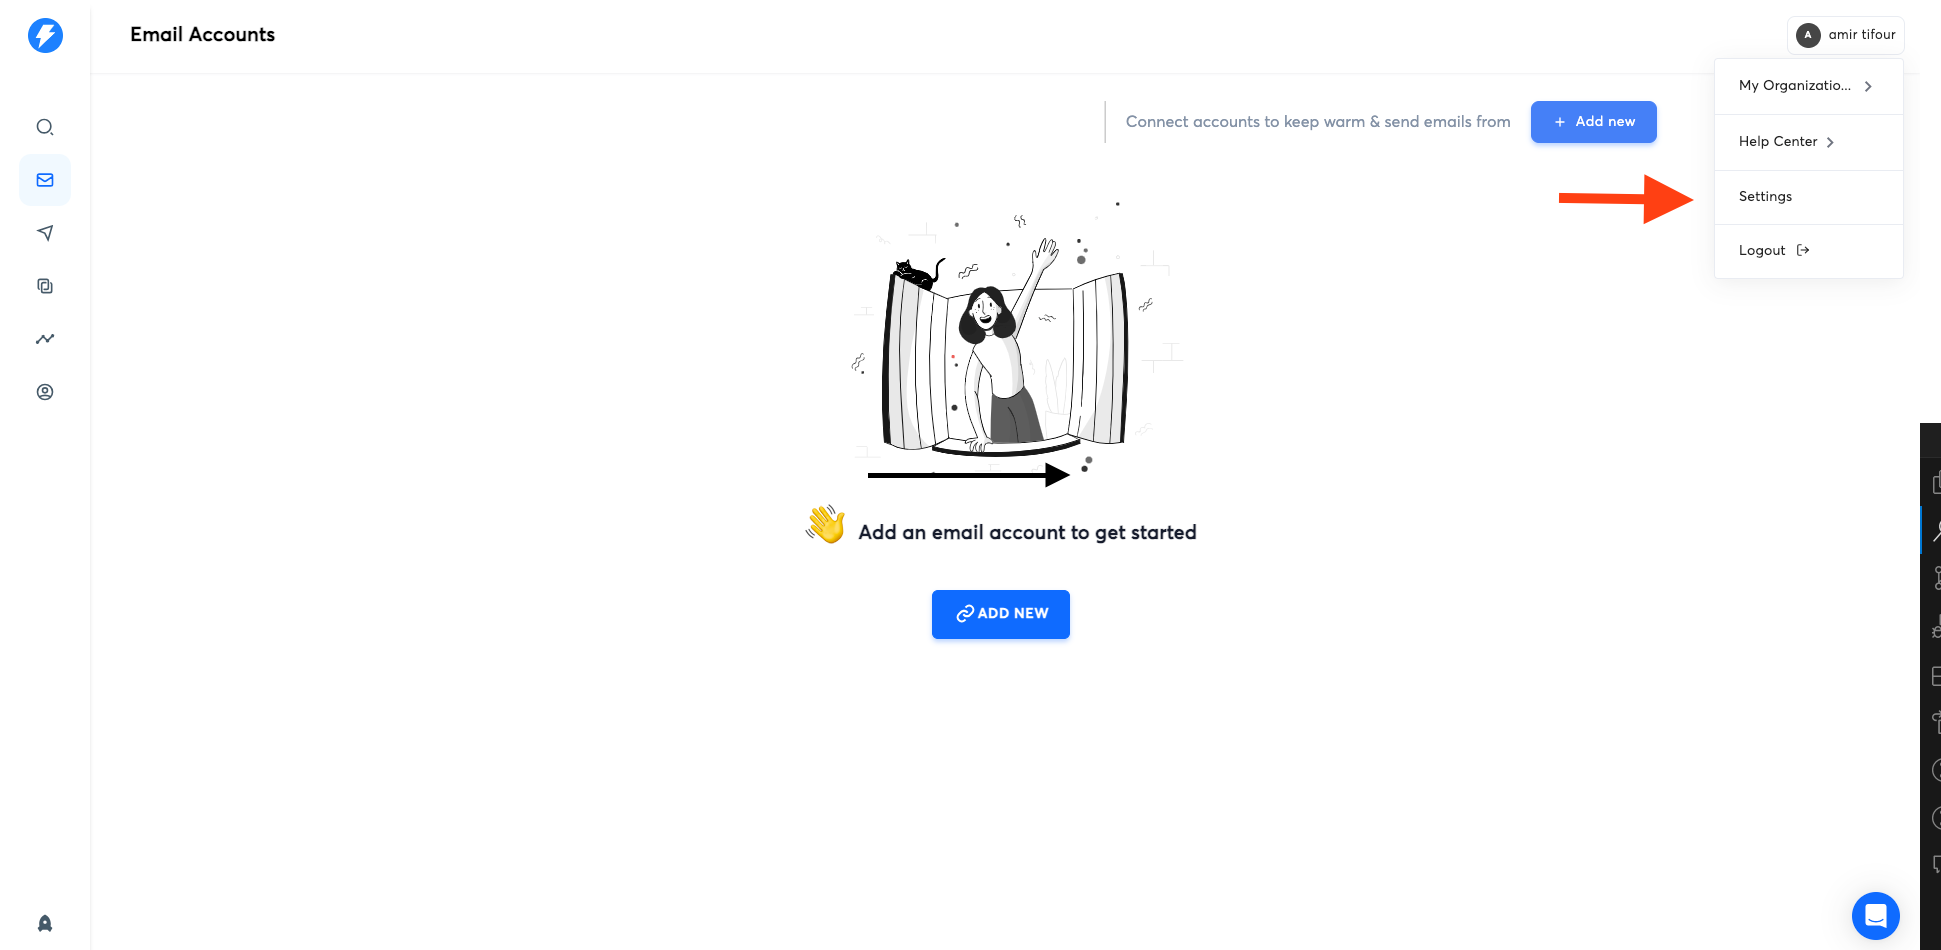 Email Accounts
A amir tifour
My Organizatio...
Help Center
Settings
Logout
Connect accounts to keep warm & send emails from
+ Add new
👋 Add an email account to get started
ADD NEW